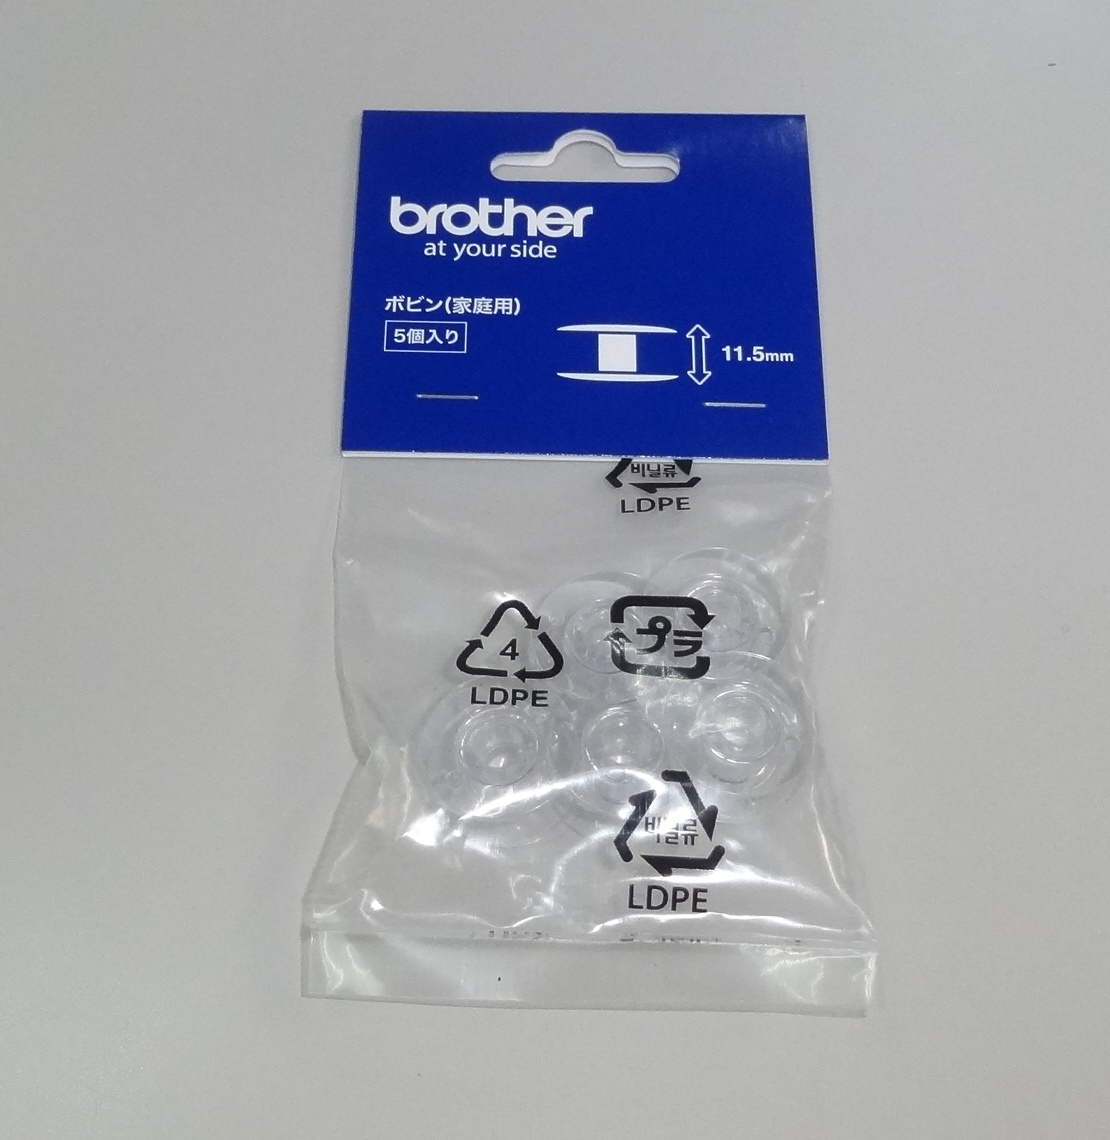 brother
at your side
ボビン(家庭用)
5個入り
11.5mm
비닐류
LDPE
4
LDPE
プラ
비닐류
LDPE